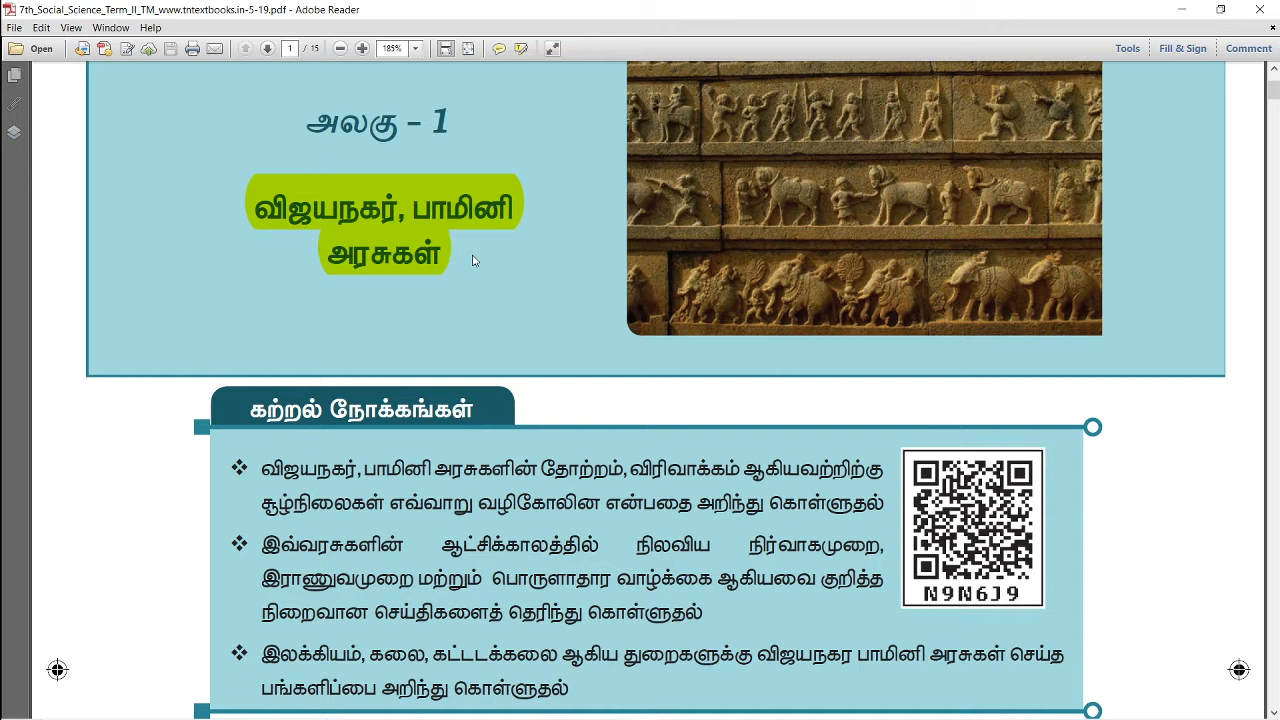 7th_Social_Science_Term_II_TM_www.tntextbooks.in-5-19.pdf - Adobe Reader
File Edit View Window Help
Open 1 / 15 185% Tools Fill & Sign Comment
அலகு – 1
விஜயநகர், பாமினி
அரசுகள்
கற்றல் நோக்கங்கள்
❖ விஜயநகர், பாமினி அரசுகளின் தோற்றம், விரிவாக்கம் ஆகியவற்றிற்கு
சூழ்நிலைகள் எவ்வாறு வழிகோலின என்பதை அறிந்து கொள்ளுதல்
❖ இவ்வரசுகளின் ஆட்சிக்காலத்தில் நிலவிய நிர்வாகமுறை,
இராணுவமுறை மற்றும் பொருளாதார வாழ்க்கை ஆகியவை குறித்த
நிறைவான செய்திகளைத் தெரிந்து கொள்ளுதல்
N9N6J9
❖ இலக்கியம், கலை, கட்டடக்கலை ஆகிய துறைகளுக்கு விஜயநகர பாமினி அரசுகள் செய்த
பங்களிப்பை அறிந்து கொள்ளுதல்